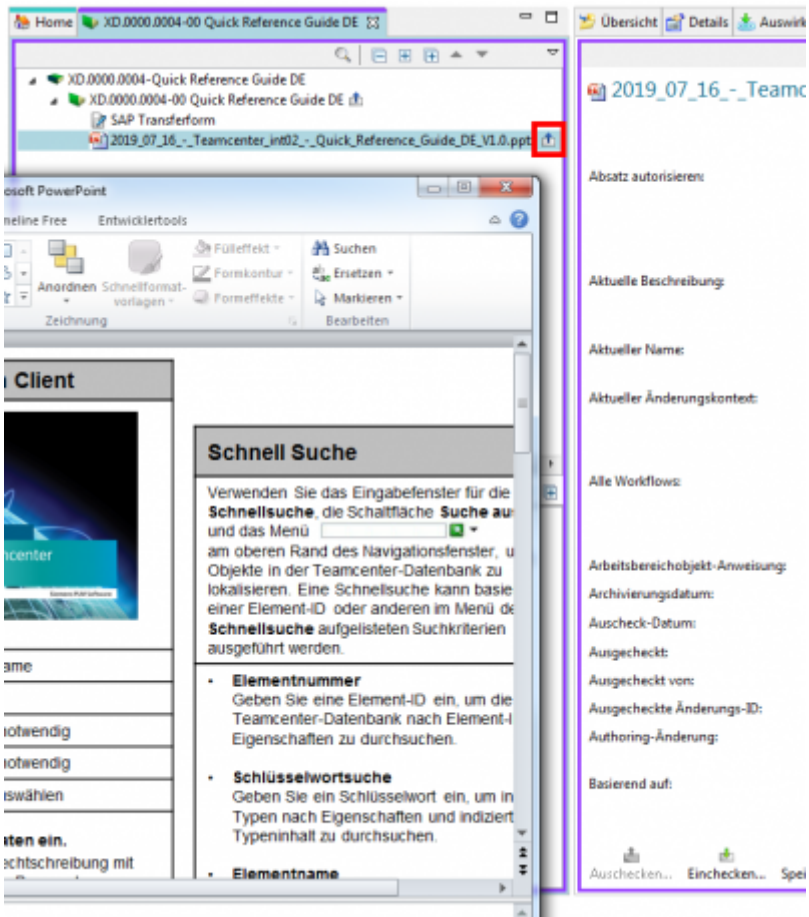 Home
XD.0000.0004-00 Quick Reference Guide DE
Übersicht
Details
Auswirk
XD.0000.0004-Quick Reference Guide DE
XD.0000.0004-00 Quick Reference Guide DE
SAP Transferform
2019_07_16_-_Teamcenter_int02_-_Quick_Reference_Guide_DE_V1.0.ppt
2019_07_16_-_Teamc
Absatz autorisieren:
Aktuelle Beschreibung:
Aktueller Name:
Aktueller Änderungskontext:
Alle Workflows:
Arbeitsbereichobjekt-Anweisung:
Archivierungsdatum:
Auscheck-Datum:
Ausgecheckt:
Ausgecheckt von:
Ausgecheckte Änderungs-ID:
Authoring-Änderung:
Basierend auf:
Auschecken...
Einchecken...
Spei
osoft PowerPoint
neline Free
Entwicklertools
Anordnen
Schnellformat-
vorlagen
Fülleffekt
Formkontur
Formeffekte
Zeichnung
Suchen
Ersetzen
Markieren
Bearbeiten
Client
ncenter
Siemens PLM Software
ame
notwendig
notwendig
swählen
aten ein.
echtschreibung mit
Schnell Suche
Verwenden Sie das Eingabefenster für die
Schnellsuche, die Schaltfläche Suche au
und das Menü
am oberen Rand des Navigationsfenster, u
Objekte in der Teamcenter-Datenbank zu
lokalisieren. Eine Schnellsuche kann basie
einer Element-ID oder anderen im Menü de
Schnellsuche aufgelisteten Suchkriterien
ausgeführt werden.
• Elementnummer
Geben Sie eine Element-ID ein, um die
Teamcenter-Datenbank nach Element-I
Eigenschaften zu durchsuchen.
• Schlüsselwortsuche
Geben Sie ein Schlüsselwort ein, um in
Typen nach Eigenschaften und indiziert
Typeninhalt zu durchsuchen.
• Elementname